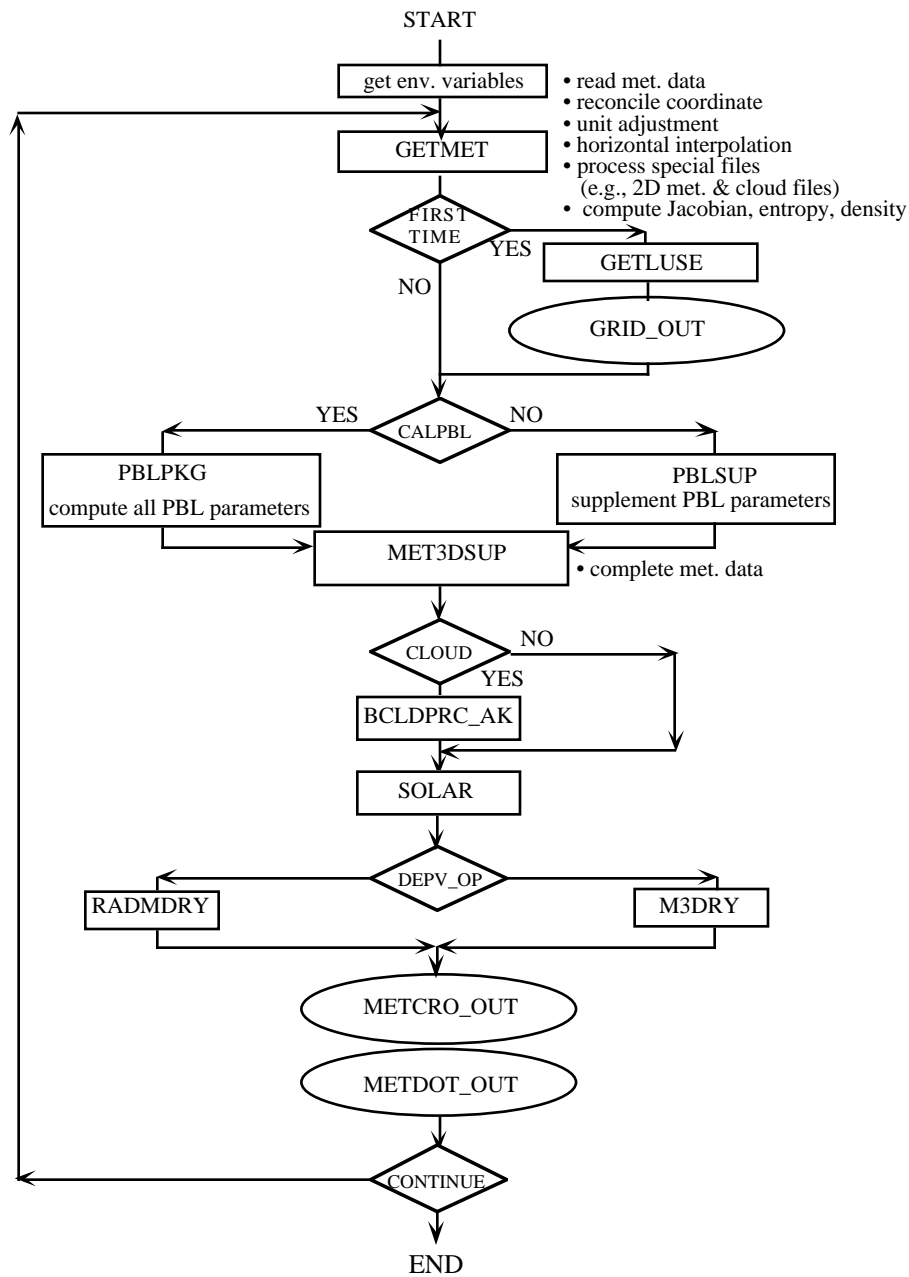 START
get env. variables
• read met. data
• reconcile coordinate
• unit adjustment
• horizontal interpolation
• process special files
(e.g., 2D met. & cloud files)
• compute Jacobian, entropy, density
GETMET
FIRST
TIME
YES
NO
GETLUSE
GRID_OUT
YES
CALPBL
NO
PBLPKG
compute all PBL parameters
PBLSUP
supplement PBL parameters
MET3DSUP
• complete met. data
CLOUD
NO
YES
BCLDPRC_AK
SOLAR
DEPV_OP
RADMDRY
M3DRY
METCRO_OUT
METDOT_OUT
CONTINUE
END